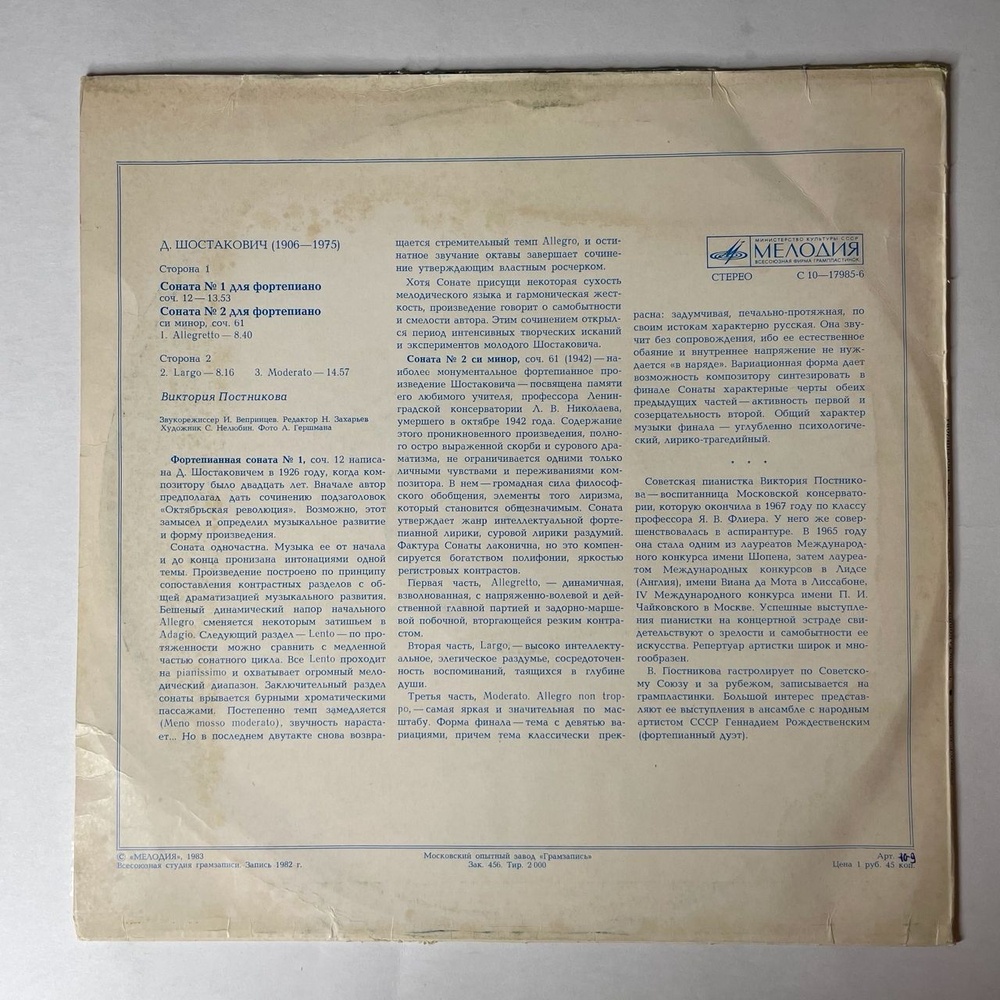 Д. ШОСТАКОВИЧ (1906—1975)
Сторона 1
Соната № 1 для фортепиано
соч. 12 — 13.53
Соната № 2 для фортепиано
си минор, соч. 61
1. Allegretto — 8.40
Сторона 2
2. Largo — 8.16 3. Moderato — 14.57
Виктория Постникова
Звукорежиссер И. Вепринцев. Редактор Н. Захарьев
Художник С. Нелюбин. Фото Л. Гершмана
Фортепианная соната № 1, соч. 12 написа-
на Д. Шостаковичем в 1926 году, когда ком-
позитору было двадцать лет. Вначале автор
предполагал дать сочинению подзаголовок
«Октябрьская революция». Возможно, этот
замысел и определил музыкальное развитие
и форму произведения.
Соната одночастна. Музыка ее от начала
и до конца пронизана интонациями одной
темы. Произведение построено по принципу
сопоставления контрастных разделов с об-
щей драматизацией музыкального развития.
Бешеный динамический напор начального
Allegro сменяется некоторым затишьем в
Adagio. Следующий раздел — Lento — по про-
тяженности можно сравнить с медленной
частью сонатного цикла. Все Lento проходит
на pianissimo и охватывает огромный мело-
дический диапазон. Заключительный раздел
сонаты врывается бурными хроматическими
пассажами. Постепенно темп замедляется
(Meno mosso moderato), звучность нараста-
ет... Но в последнем двутакте снова возвра-
щается стремительный темп Allegro, и ости-
натное звучание октавы завершает сочине-
ние утверждающим властным росчерком.
Хотя Сонате присущи некоторая сухость
мелодического языка и гармоническая жест-
кость, произведение говорит о самобытности
и смелости автора. Этим сочинением открыл-
ся период интенсивных творческих исканий
и экспериментов молодого Шостаковича.
Соната № 2 си минор, соч. 61 (1942) — на-
иболее монументальное фортепианное про-
изведение Шостаковича — посвящена памяти
его любимого учителя, профессора Ленин-
градской консерватории Л. В. Николаева,
умершего в октябре 1942 года. Содержание
этого проникновенного произведения, полно-
го остро выраженной скорби и сурового дра-
матизма, не ограничивается одними только
личными чувствами и переживаниями ком-
позитора. В нем — громадная сила философ-
ского обобщения, элементы того лиризма,
который становится общезначимым. Соната
утверждает жанр интеллектуальной форте-
пианной лирики, суровой лирики раздумий.
Фактура Сонаты лаконична, но это компен-
сируется богатством полифонии, яркостью
регистровых контрастов.
Первая часть, Allegretto, — динамичная,
взволнованная, с напряженно-волевой и дей-
ственной главной партией и задорно-марше-
вой побочной, вторгающейся резким контра-
стом.
Вторая часть, Largo, — высоко интеллекту-
альное, элегическое раздумье, сосредоточен-
ность воспоминаний, таящихся в глубине
души.
Третья часть, Moderato. Allegro non trop-
po, — самая яркая и значительная по мас-
штабу. Форма финала — тема с девятью ва-
риациями, причем тема классически прек-
МИНИСТЕРСТВО КУЛЬТУРЫ СССР
МЕЛОДИЯ
ВСЕСОЮЗНАЯ ФИРМА ГРАМПЛАСТИНОК
СТЕРЕО С 10—17985-6
расна: задумчивая, печально-протяжная, по
своим истокам характерно русская. Она зву-
чит без сопровождения, ибо ее естественное
обаяние и внутреннее напряжение не нуж-
дается «в наряде». Вариационная форма дает
возможность композитору синтезировать в
финале Сонаты характерные черты обеих
предыдущих частей — активность первой и
созерцательность второй. Общий характер
музыки финала — углубленно психологиче-
ский, лирико-трагедийный.
* * *
Советская пианистка Виктория Постнико-
ва — воспитанница Московской консервато-
рии, которую окончила в 1967 году по классу
профессора Я. В. Флиера. У него же совер-
шенствовалась в аспирантуре. В 1965 году
она стала одним из лауреатов Международ-
ного конкурса имени Шопена, затем лауреа-
том Международных конкурсов в Лидсе
(Англия), имени Виана да Мота в Лиссабоне,
IV Международного конкурса имени П. И.
Чайковского в Москве. Успешные выступле-
ния пианистки на концертной эстраде сви-
детельствуют о зрелости и самобытности ее
искусства. Репертуар артистки широк и мно-
гообразен.
В. Постникова гастролирует по Советско-
му Союзу и за рубежом, записывается на
грампластинки. Большой интерес представ-
ляют ее выступления в ансамбле с народным
артистом СССР Геннадием Рождественским
(фортепианный дуэт).
© «МЕЛОДИЯ», 1983
Всесоюзная студия грамзаписи. Запись 1982 г.
Московский опытный завод «Грамзапись»
Зак. 456. Тир. 2 000
Арт.
Цена 1 руб. 45 коп.